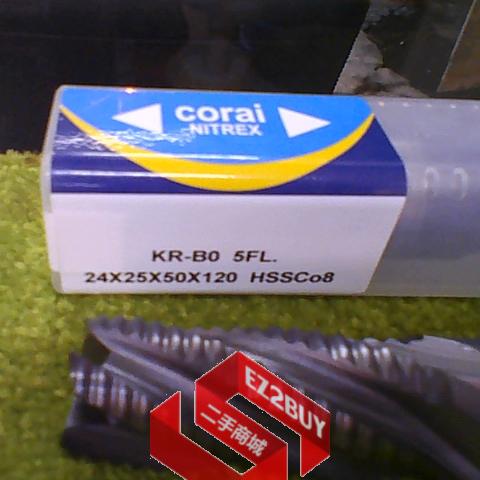 corai
NITREX
KR-B0 5FL.
24X25X50X120 HSSCo8
EZ2BUY
二手商城